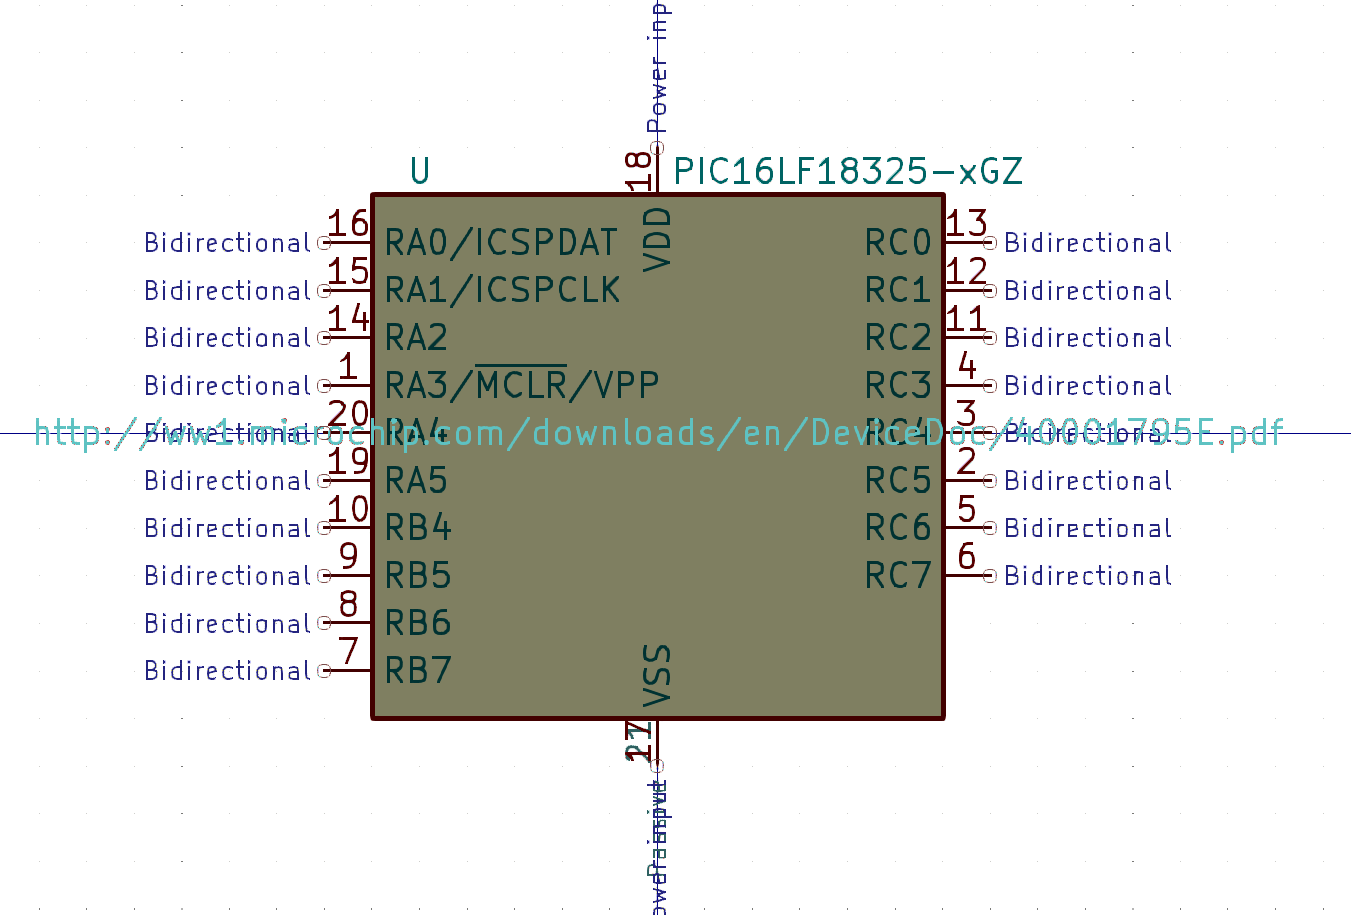 Power inp
18
U
PIC16LF18325-xGZ
VDD
Bidirectional 16 RA0/ICSPDAT RC0 13 Bidirectional
Bidirectional 15 RA1/ICSPCLK RC1 12 Bidirectional
Bidirectional 14 RA2 RC2 11 Bidirectional
Bidirectional 1 RA3/MCLR/VPP RC3 4 Bidirectional
Bidirectional 20 RA4 RC4 3 Bidirectional
http://ww1.microchip.com/downloads/en/DeviceDoc/40001795E.pdf
Bidirectional 19 RA5 RC5 2 Bidirectional
Bidirectional 10 RB4 RC6 5 Bidirectional
Bidirectional 9 RB5 RC7 6 Bidirectional
Bidirectional 8 RB6
Bidirectional 7 RB7
VSS
17
21
Passive
ower input